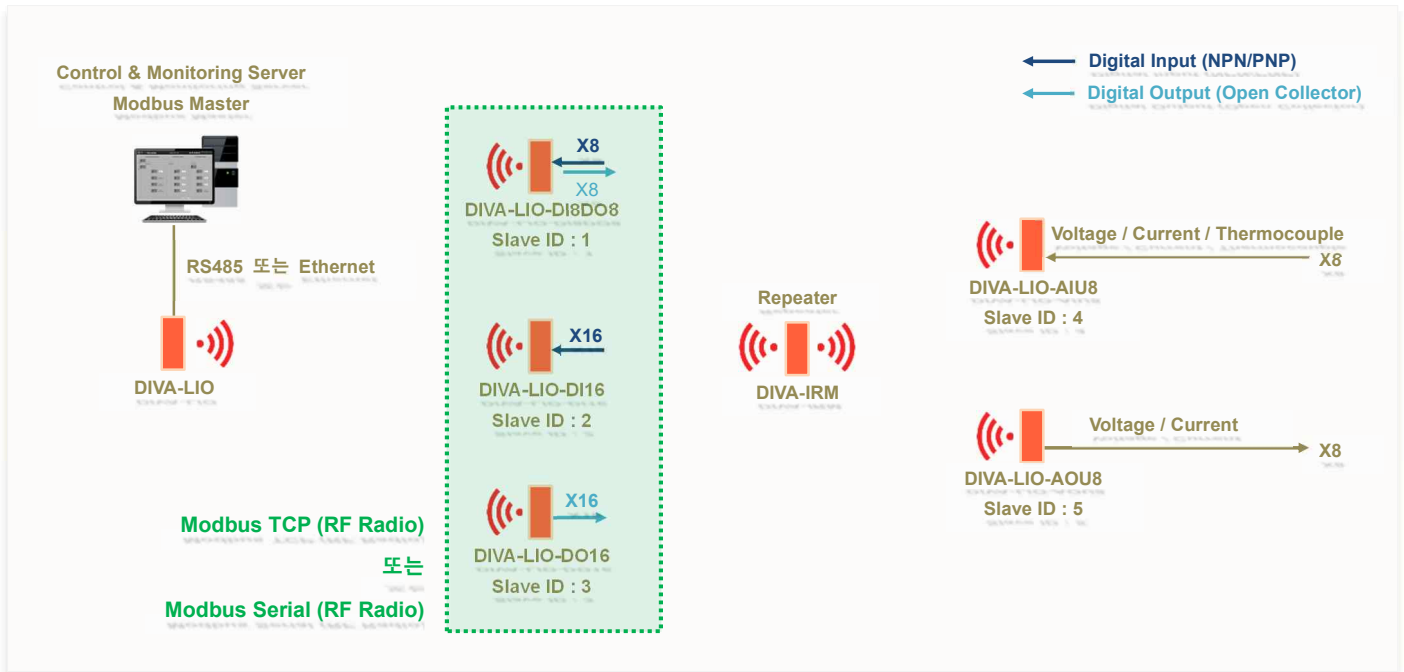 Control & Monitoring Server
Modbus Master
RS485 또는 Ethernet
DIVA-LIO
Modbus TCP (RF Radio)
또는
Modbus Serial (RF Radio)
X8
X8
DIVA-LIO-DI8DO8
Slave ID : 1
X16
DIVA-LIO-DI16
Slave ID : 2
X16
DIVA-LIO-DO16
Slave ID : 3
Repeater
DIVA-IRM
Digital Input (NPN/PNP)
Digital Output (Open Collector)
Voltage / Current / Thermocouple
X8
DIVA-LIO-AIU8
Slave ID : 4
Voltage / Current
X8
DIVA-LIO-AOU8
Slave ID : 5